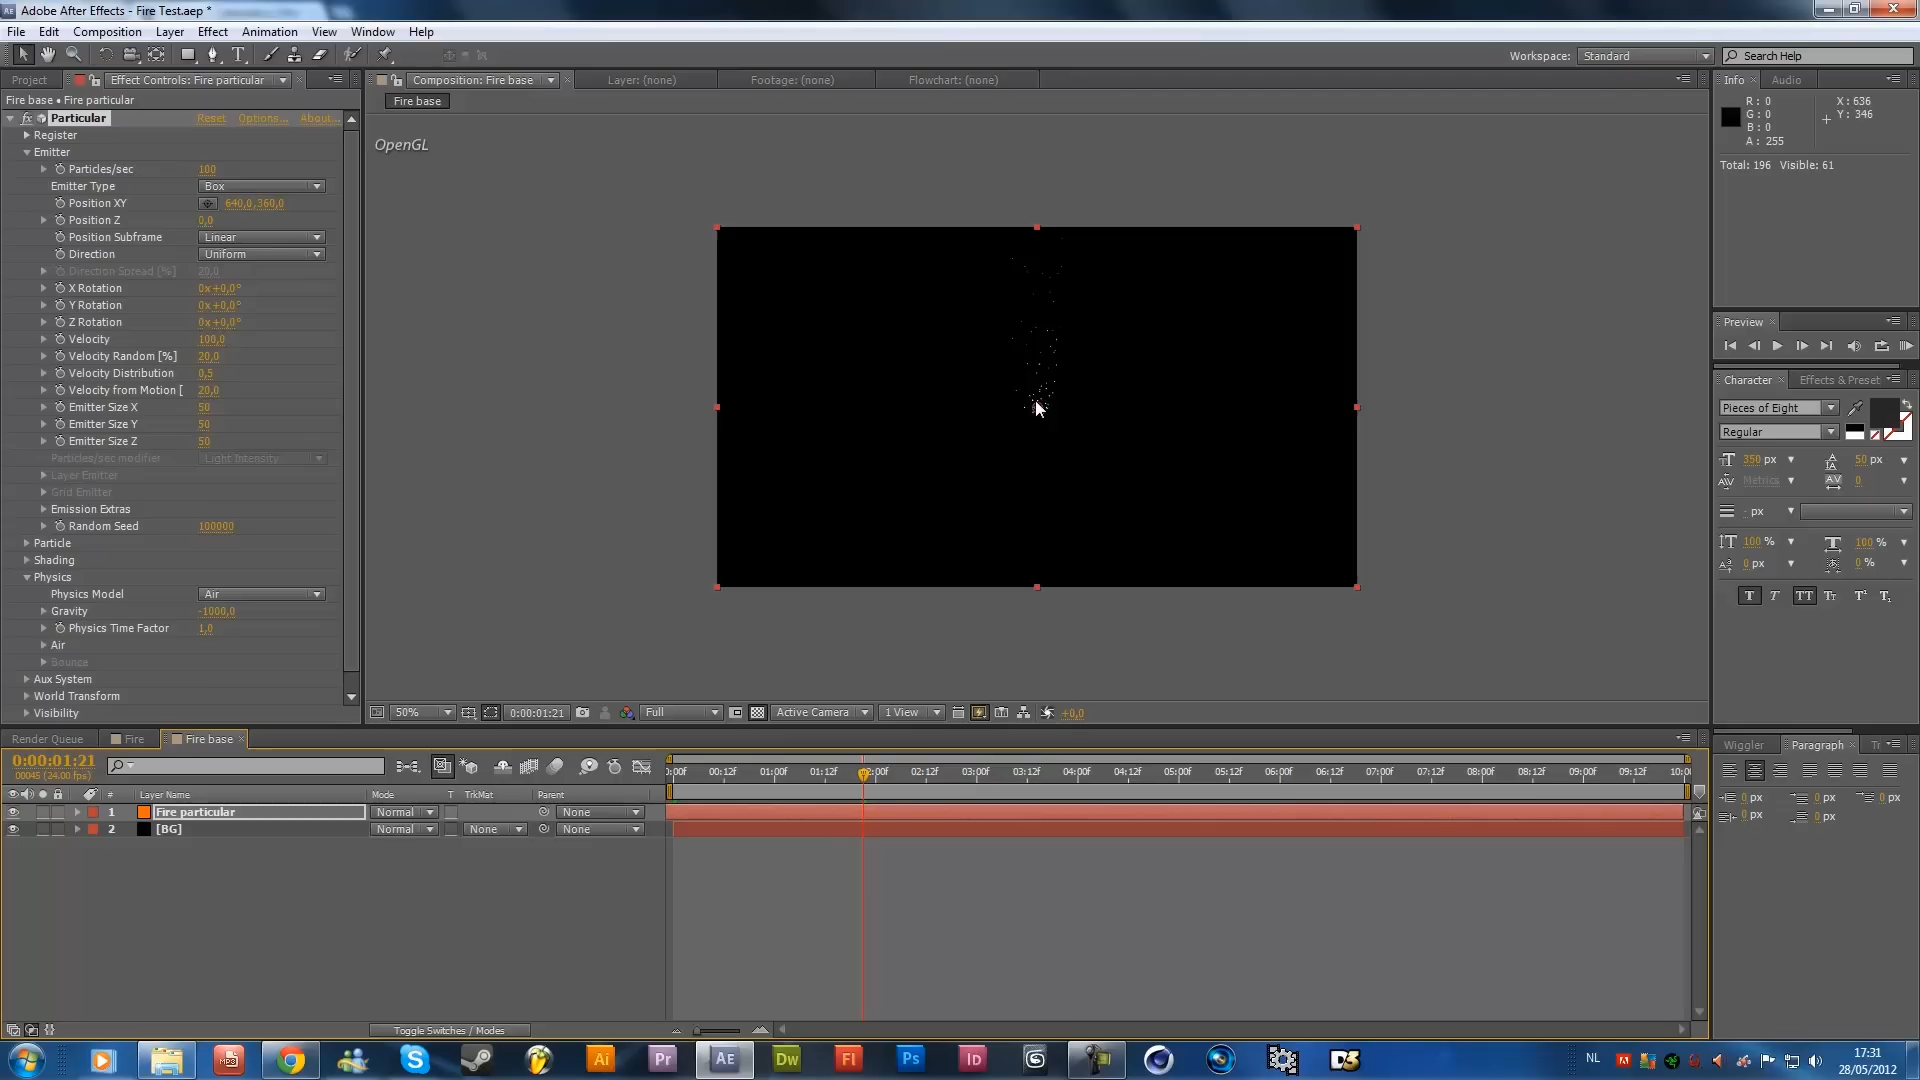 Adobe After Effects - Fire Test.aep *
File Edit Composition Layer Effect Animation View Window Help
Workspace: Standard Search Help
Project Effect Controls: Fire particular Composition: Fire base Layer: (none) Footage: (none) Flowchart: (none) Info Audio
Fire base • Fire particular
Fire base
Particular Reset Options... About...
Register
Emitter
Particles/sec 100
Emitter Type Box
Position XY 640,0,360,0
Position Z 0,0
Position Subframe Linear
Direction Uniform
Direction Spread [%] 20,0
X Rotation 0x+0,0°
Y Rotation 0x+0,0°
Z Rotation 0x+0,0°
Velocity 100,0
Velocity Random [%] 20,0
Velocity Distribution 0,5
Velocity from Motion [ 20,0
Emitter Size X 50
Emitter Size Y 50
Emitter Size Z 50
Particles/sec modifier Light Intensity
Layer Emitter
Grid Emitter
Emission Extras
Random Seed 100000
Particle
Shading
Physics
Physics Model Air
Gravity -1000,0
Physics Time Factor 1,0
Air
Bounce
Aux System
World Transform
Visibility
OpenGL
50% 0:00:01:21 Full Active Camera 1 View +0,0
R: 0
G: 0
B: 0
A: 255
X: 636
Y: 346
Total: 196 Visible: 61
Preview
Character Effects & Preset
Pieces of Eight
Regular
350 px 50 px
Metrics 0
- px
100 % 100 %
0 px 0 %
T T TT Tt T¹ T₁
Render Queue Fire Fire base
0:00:01:21
00045 (24.00 fps)
# Layer Name Mode T TrkMat Parent
1 Fire particular Normal None
2 [BG] Normal None None
00:12f 01:00f 01:12f 2:00f 02:12f 03:00f 03:12f 04:00f 04:12f 05:00f 05:12f 06:00f 06:12f 07:00f 07:12f 08:00f 08:12f 09:00f 09:12f 10:0
Toggle Switches / Modes
Wiggler Paragraph
0 px 0 px 0 px
0 px 0 px
MP3 Ai Pr AE Dw Fl Ps Id D3
NL
17:31
28/05/2012